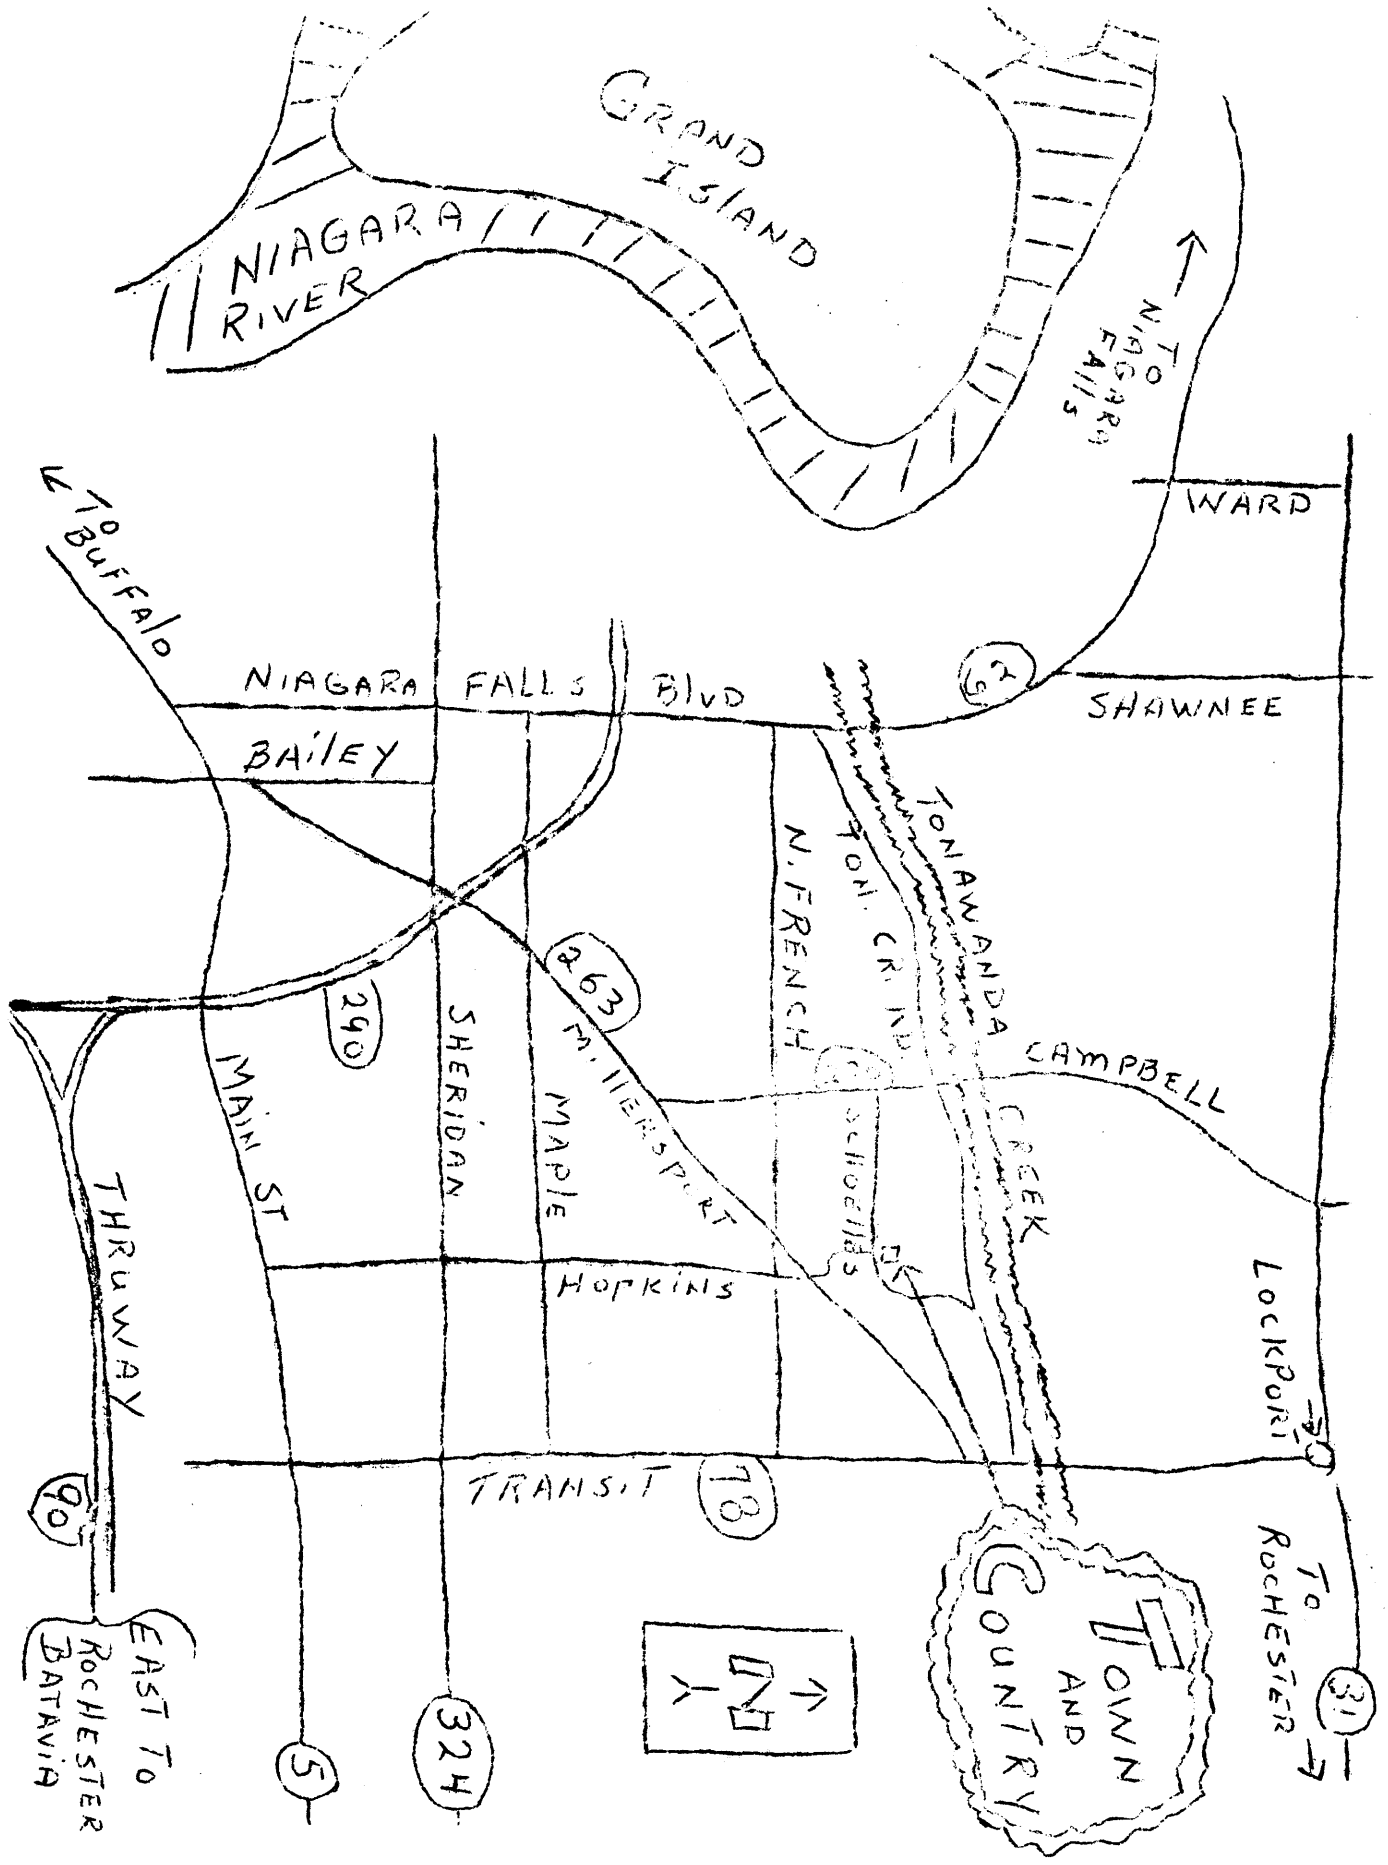 GRAND
ISlAND
NIAGARA
RIVER
TO
NIAGARA
FAlls
WARD
TO
BUFFAlO
NIAGARA FALLS BlVD
62
SHAWNEE
BAilEY
TONAWANDA CREEK
TON. CR. RD.
N. FRENCH
263
MillERSPORT
290
SHERIDAN
MAPlE
MAIN ST
CAMPBELL
SCHOEllES
HOPKINS
THRUWAY
LOCKPORT
TRANSiT
78
90
EAST TO
ROCHESTER
BATAViA
5
324
N
TOWN
AND
COUNTRY
TO
ROCHESTER
31